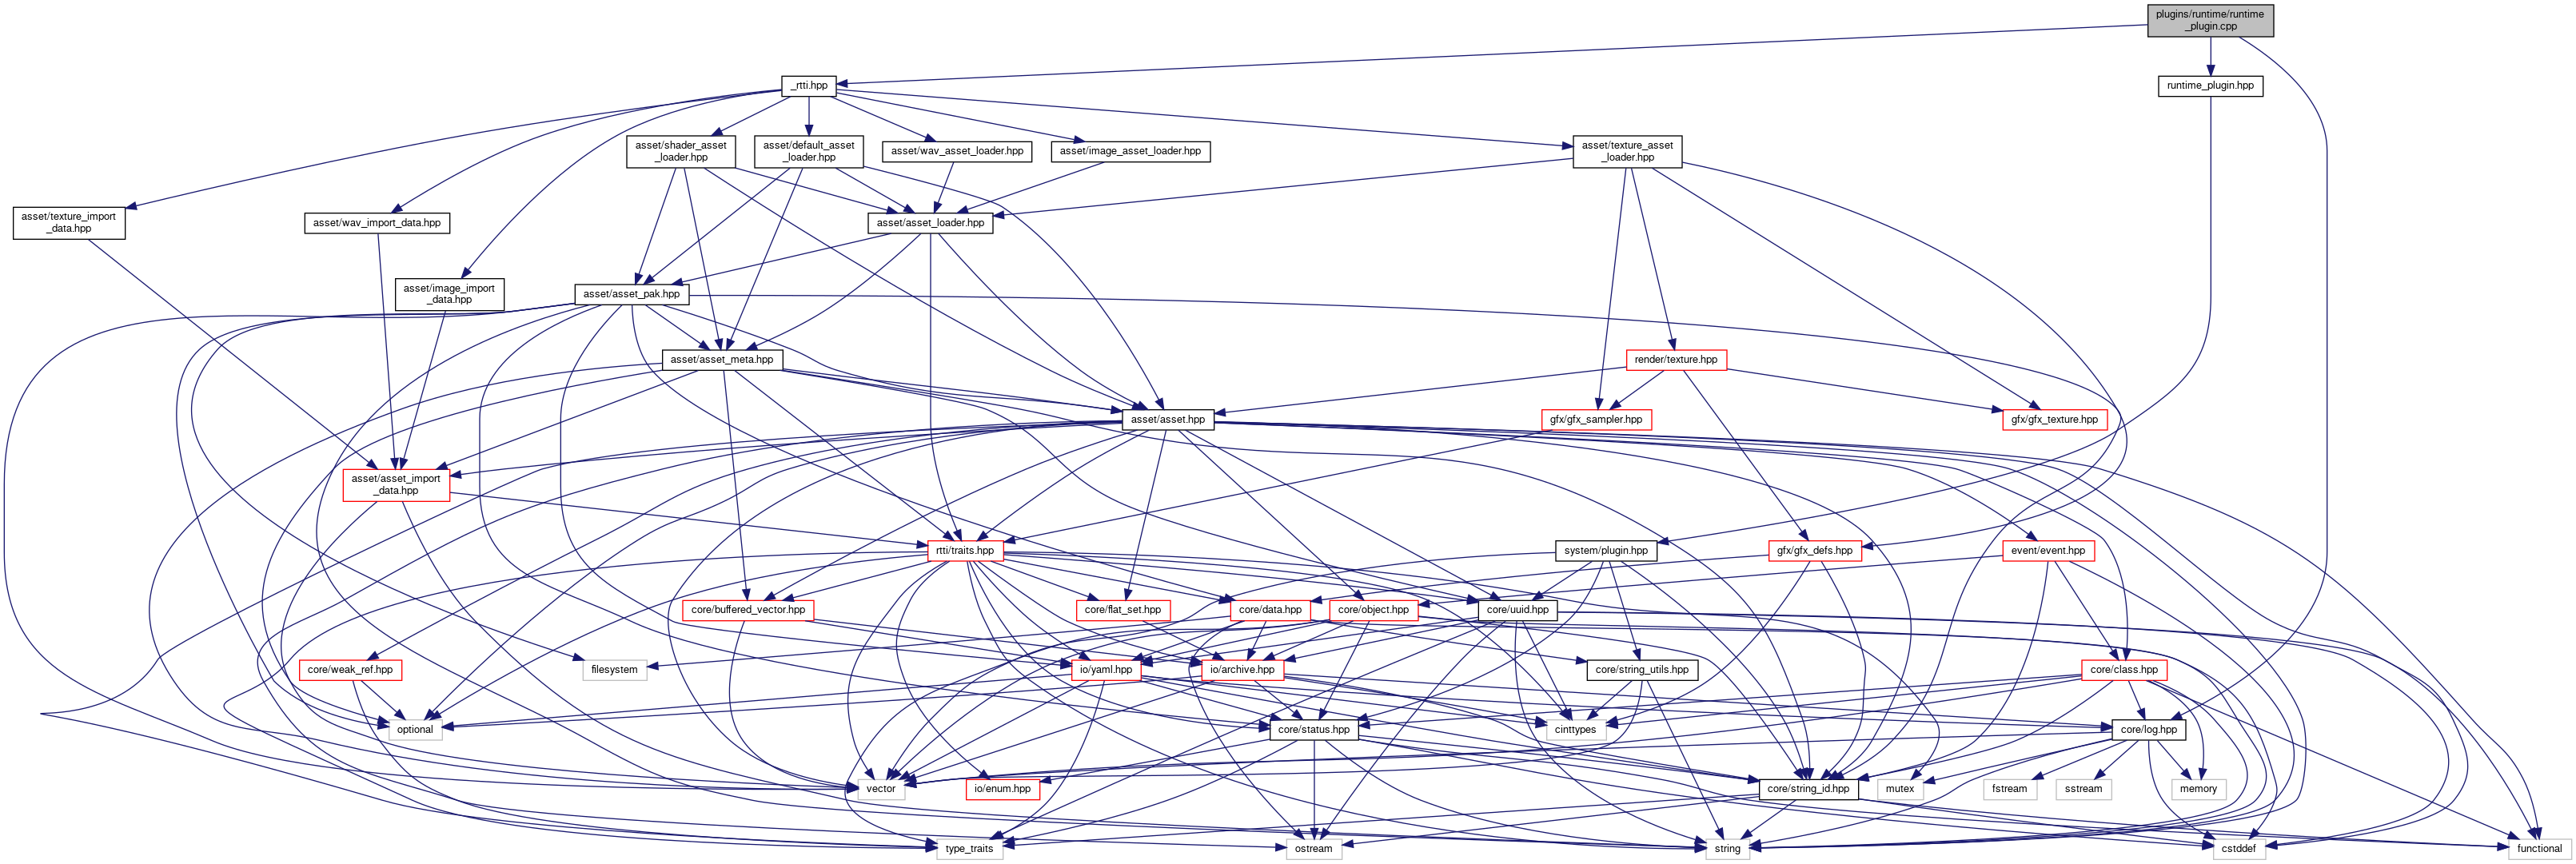 plugins/runtime/runtime
_plugin.cpp
_rtti.hpp
runtime_plugin.hpp
asset/shader_asset
_loader.hpp
asset/default_asset
_loader.hpp
asset/wav_asset_loader.hpp
asset/image_asset_loader.hpp
asset/texture_asset
_loader.hpp
asset/texture_import
_data.hpp
asset/wav_import_data.hpp
asset/asset_loader.hpp
asset/image_import
_data.hpp
asset/asset_pak.hpp
asset/asset_meta.hpp
render/texture.hpp
asset/asset.hpp
gfx/gfx_sampler.hpp
gfx/gfx_texture.hpp
asset/asset_import
_data.hpp
rtti/traits.hpp
system/plugin.hpp
gfx/gfx_defs.hpp
event/event.hpp
core/buffered_vector.hpp
core/flat_set.hpp
core/data.hpp
core/object.hpp
core/uuid.hpp
core/weak_ref.hpp
filesystem
io/yaml.hpp
io/archive.hpp
core/string_utils.hpp
core/class.hpp
optional
core/status.hpp
cinttypes
core/log.hpp
vector
io/enum.hpp
core/string_id.hpp
mutex
fstream
sstream
memory
type_traits
ostream
string
cstddef
functional